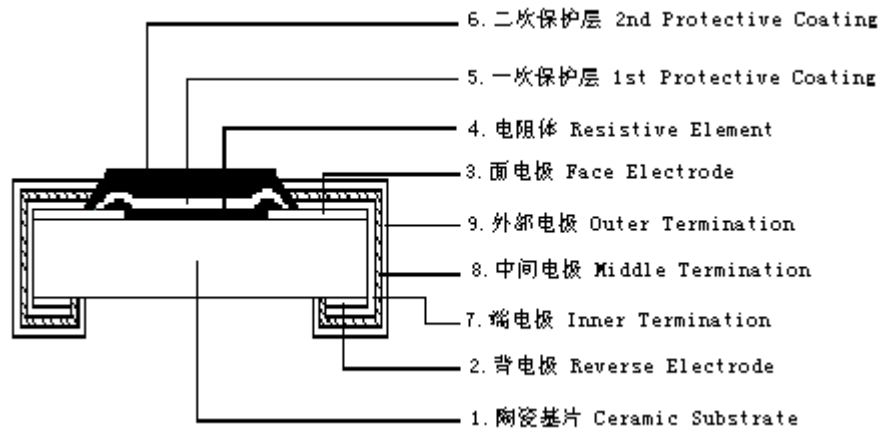 6. 二次保护层 2nd Protective Coating
5. 一次保护层 1st Protective Coating
4. 电阻体 Resistive Element
3. 面电极 Face Electrode
9. 外部电极 Outer Termination
8. 中间电极 Middle Termination
7. 端电极 Inner Termination
2. 背电极 Reverse Electrode
1. 陶瓷基片 Ceramic Substrate